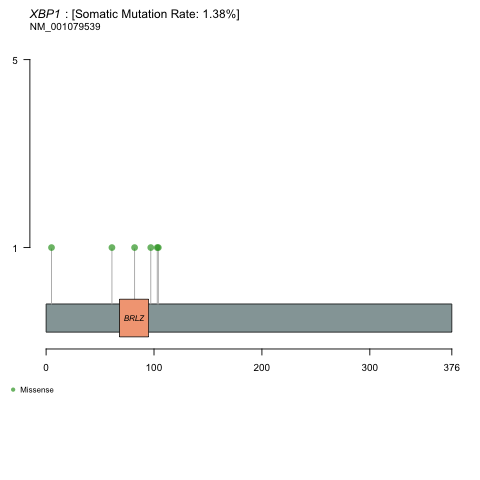 XBP1 : [Somatic Mutation Rate: 1.38%]
NM_001079539
5
1
BRLZ
0 100 200 300 376
Missense